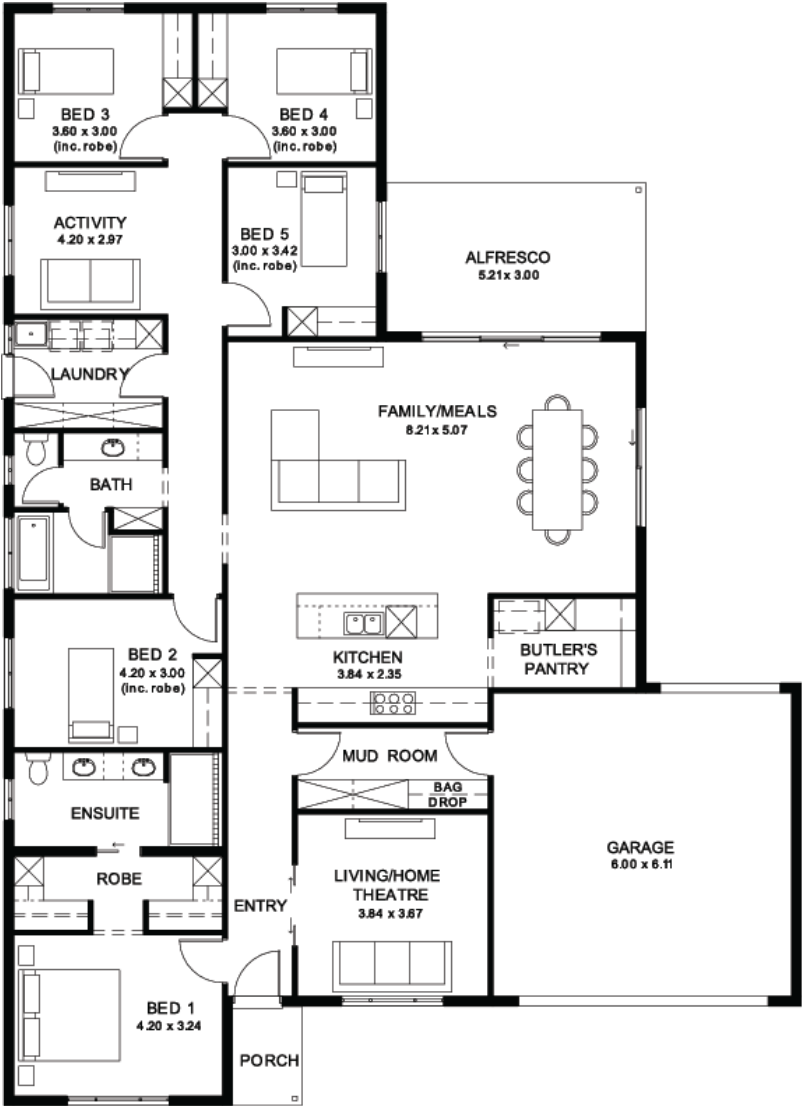 BED 3
3.60 x 3.00
(inc. robe)
BED 4
3.60 x 3.00
(inc. robe)
ACTIVITY
4.20 x 2.97
BED 5
3.00 x 3.42
(inc. robe)
ALFRESCO
5.21 x 3.00
LAUNDRY
FAMILY/MEALS
8.21 x 5.07
BATH
BED 2
4.20 x 3.00
(inc. robe)
KITCHEN
3.84 x 2.35
BUTLER'S
PANTRY
MUD ROOM
BAG
DROP
ENSUITE
GARAGE
6.00 x 6.11
ROBE
LIVING/HOME
THEATRE
3.84 x 3.67
ENTRY
BED 1
4.20 x 3.24
PORCH